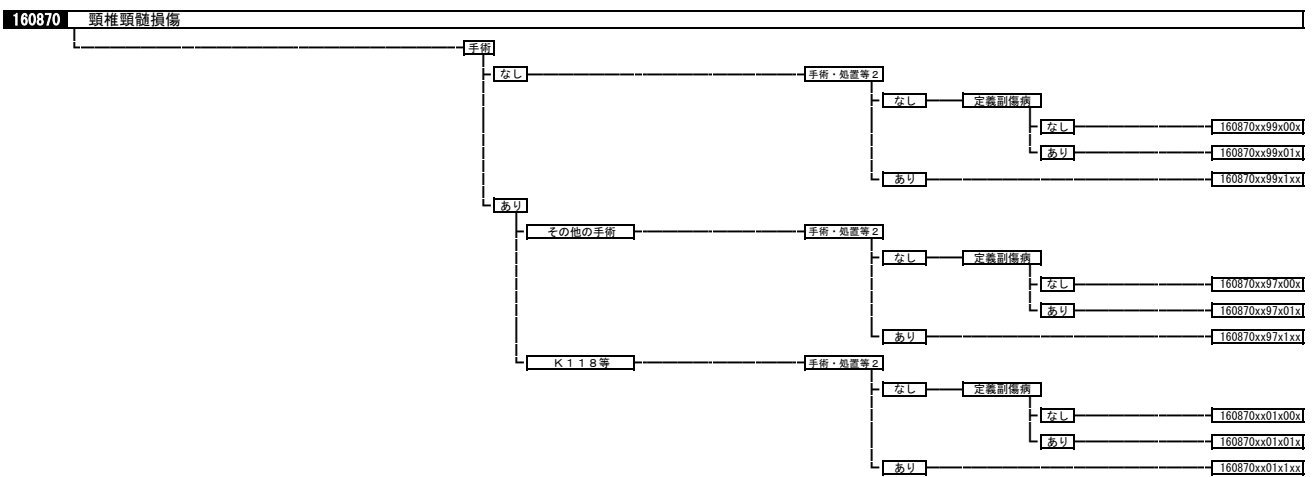 160870 頸椎頸髄損傷
手術
なし 手術・処置等2
なし 定義副傷病
なし 160870xx99x00x
あり 160870xx99x01x
あり 160870xx99x1xx
あり
その他の手術 手術・処置等2
なし 定義副傷病
なし 160870xx97x00x
あり 160870xx97x01x
あり 160870xx97x1xx
K118等 手術・処置等2
なし 定義副傷病
なし 160870xx01x00x
あり 160870xx01x01x
あり 160870xx01x1xx